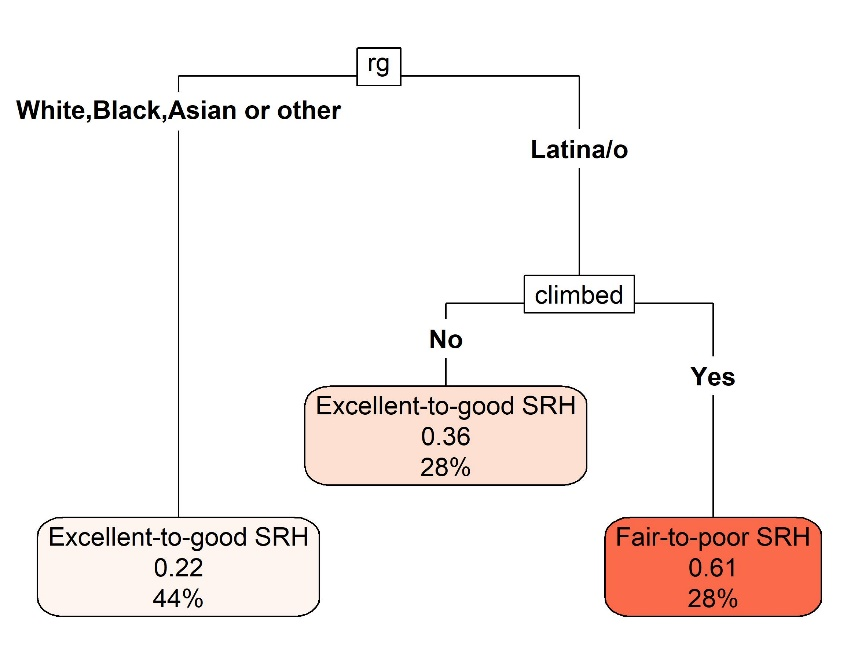 rg
White,Black,Asian or other
Latina/o
climbed
No
Yes
Excellent-to-good SRH
0.36
28%
Excellent-to-good SRH
0.22
44%
Fair-to-poor SRH
0.61
28%